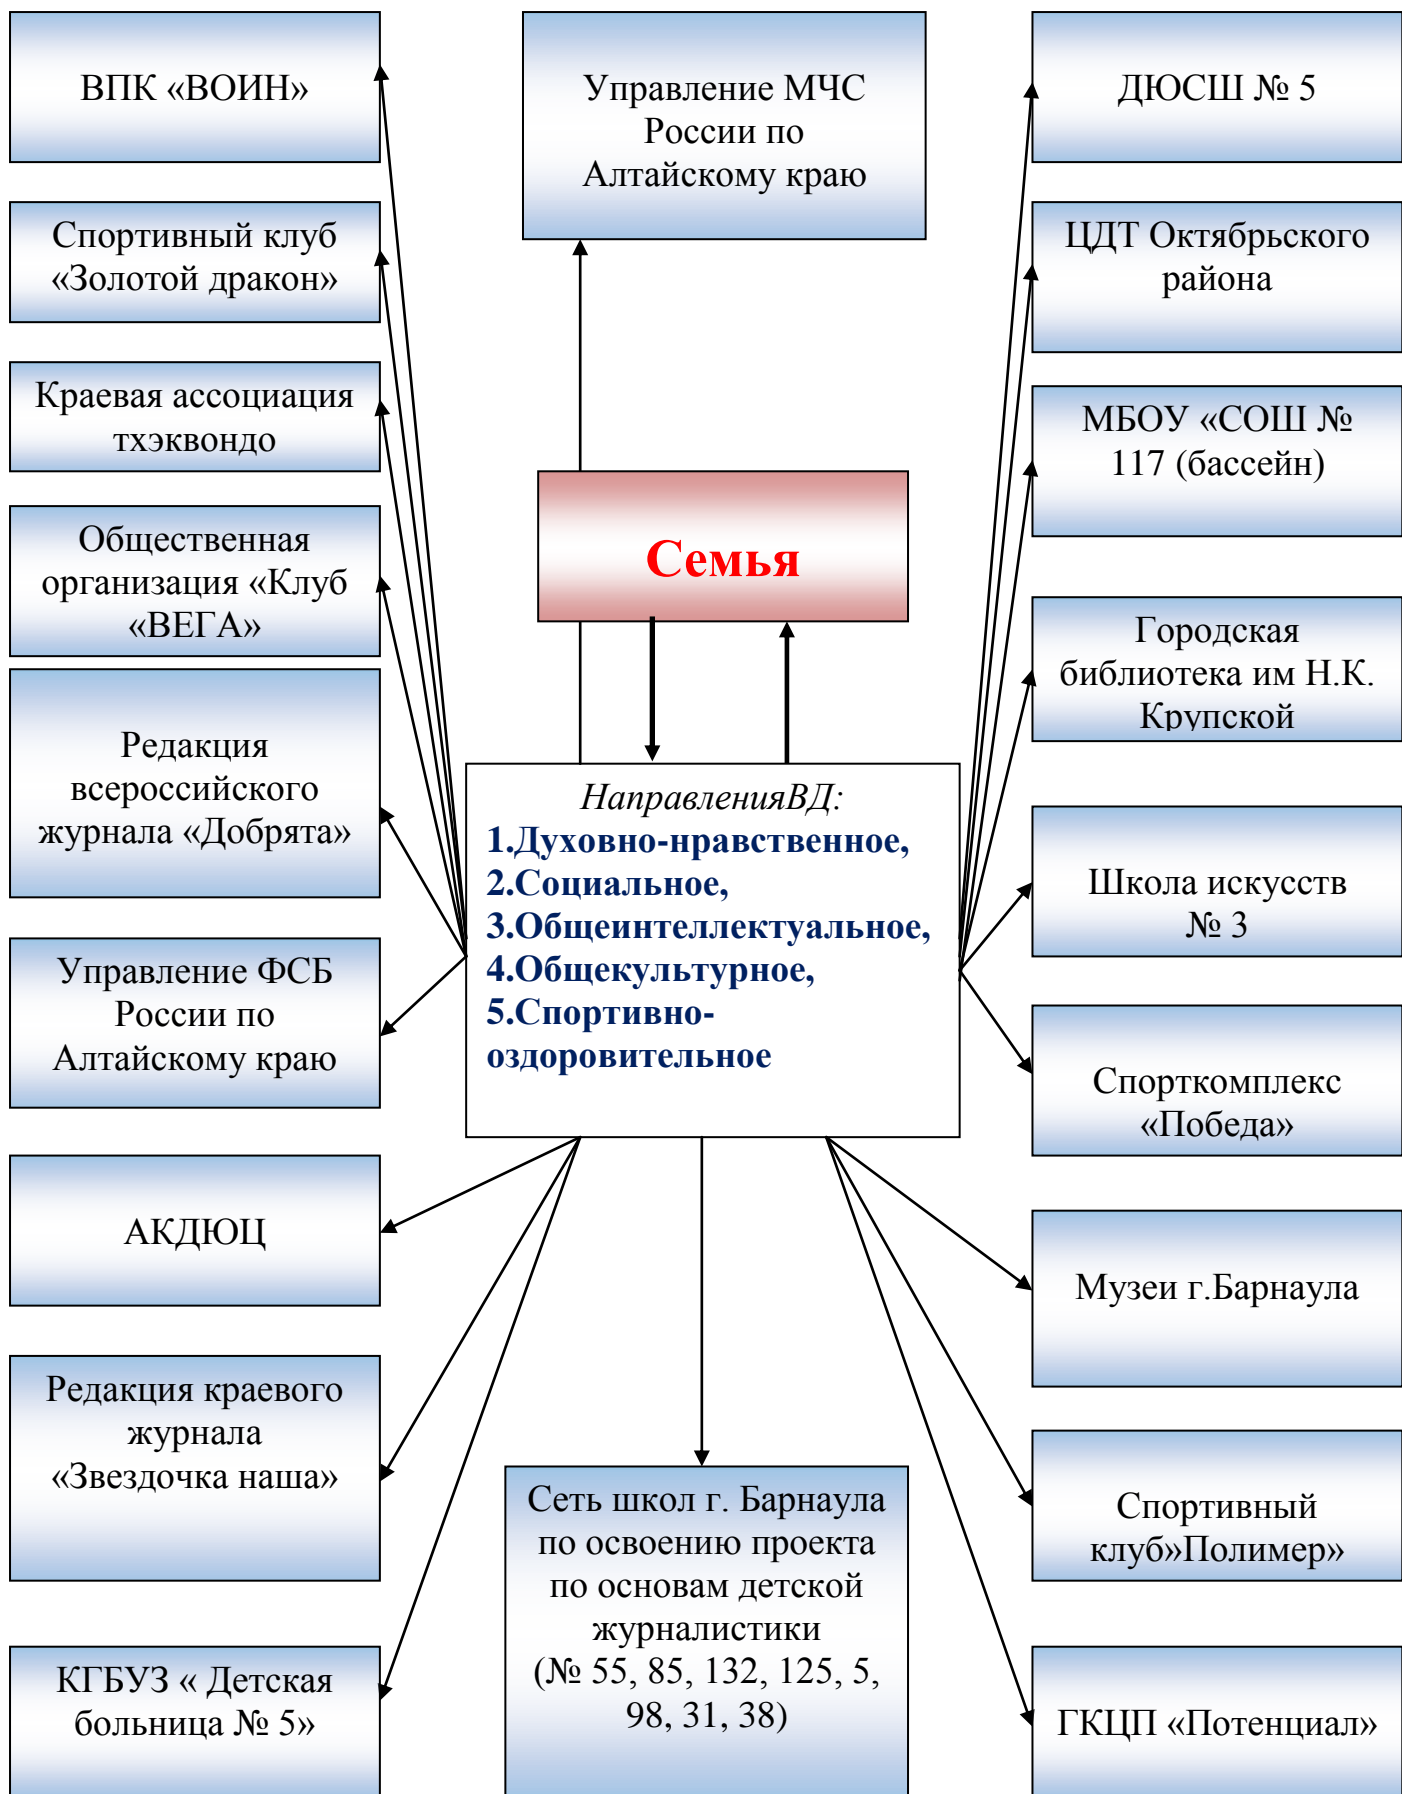 ВПК «ВОИН»
Управление МЧС
России по
Алтайскому краю
ДЮСШ № 5
Спортивный клуб
«Золотой дракон»
ЦДТ Октябрьского
района
Краевая ассоциация
тхэквондо
МБОУ «СОШ №
117 (бассейн)
Семья
Общественная
организация «Клуб
«ВЕГА»
Городская
библиотека им Н.К.
Крупской
Редакция
всероссийского
журнала «Добрята»
НаправленияВД:
1.Духовно-нравственное,
2.Социальное,
3.Общеинтеллектуальное,
4.Общекультурное,
5.Спортивно-
оздоровительное
Школа искусств
№ 3
Управление ФСБ
России по
Алтайскому краю
Спорткомплекс
«Победа»
АКДЮЦ
Музеи г.Барнаула
Редакция краевого
журнала
«Звездочка наша»
Сеть школ г. Барнаула
по освоению проекта
по основам детской
журналистики
(№ 55, 85, 132, 125, 5,
98, 31, 38)
Спортивный
клуб»Полимер»
КГБУЗ « Детская
больница № 5»
ГКЦП «Потенциал»